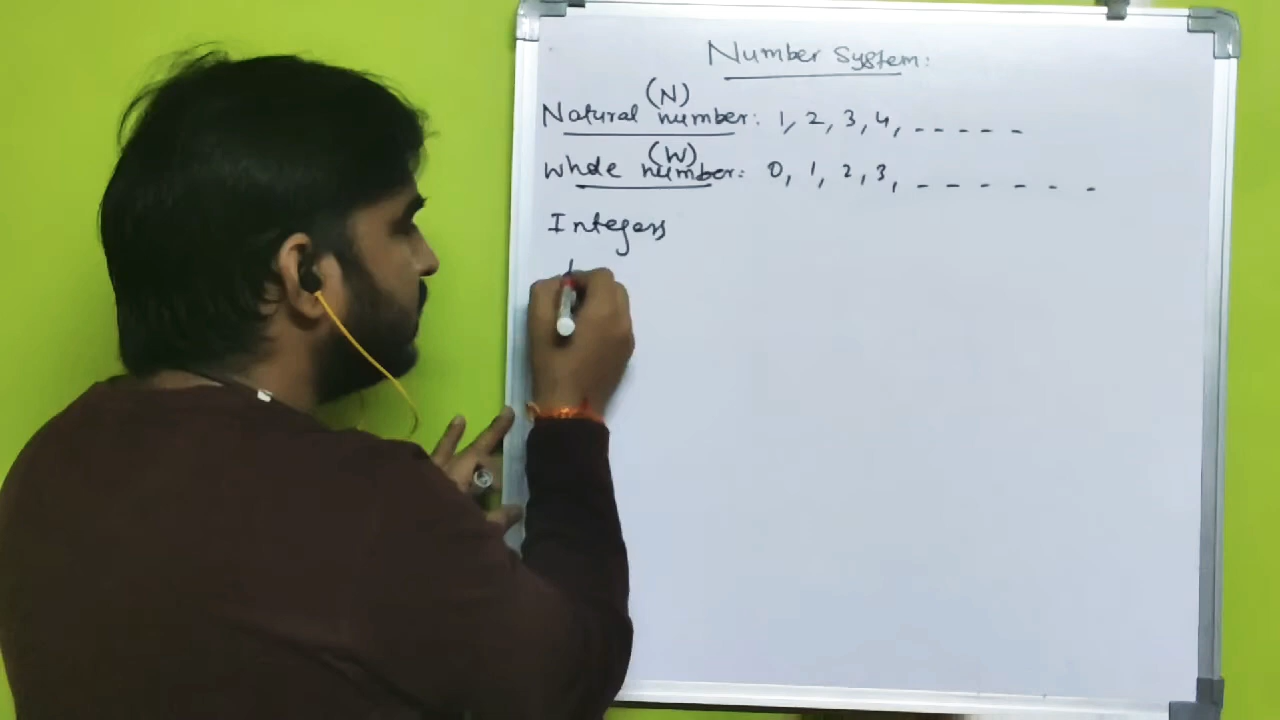 Number System:
(N)
Natural number: 1, 2, 3, 4, - - - - -
(W)
Whole number: 0, 1, 2, 3, - - - - - -
Integers